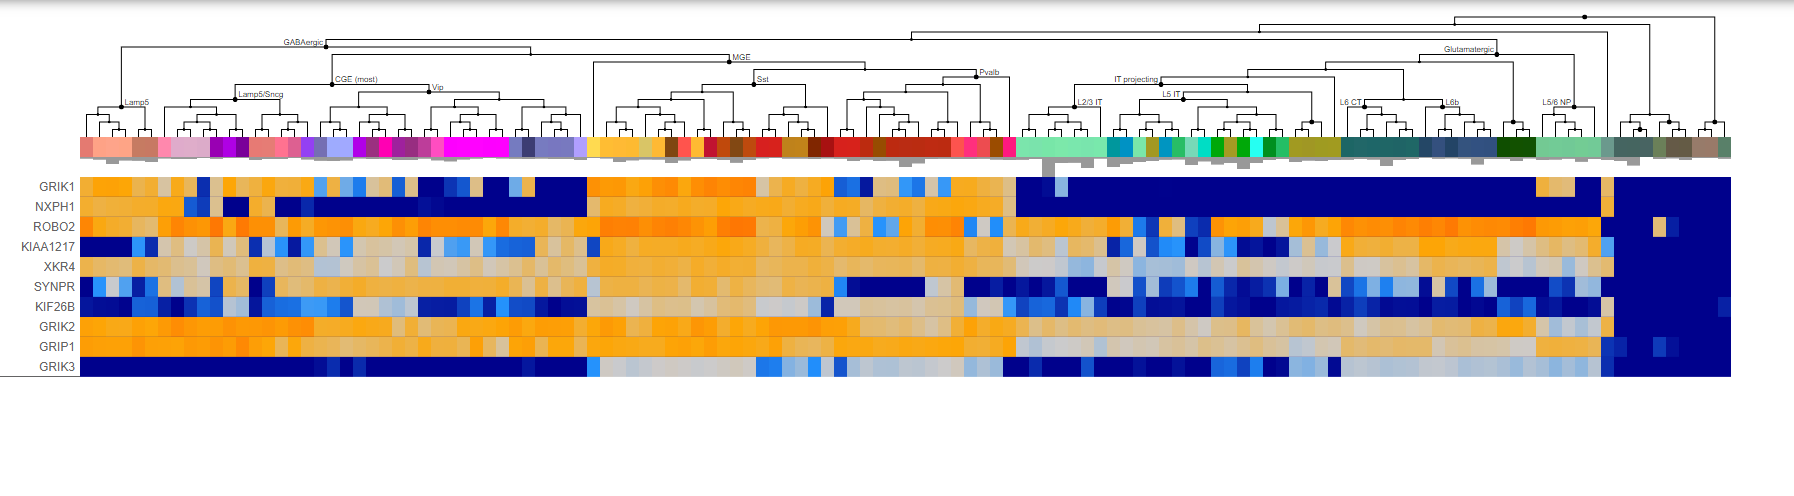 GABAergic
Glutamatergic
MGE
Pvalb
CGE (most)
Sst
IT projecting
Vip
Lamp5/Sncg
L5 IT
Lamp5
L2/3 IT
L6 CT
L6b
L5/6 NP
GRIK1
NXPH1
ROBO2
KIAA1217
XKR4
SYNPR
KIF26B
GRIK2
GRIP1
GRIK3